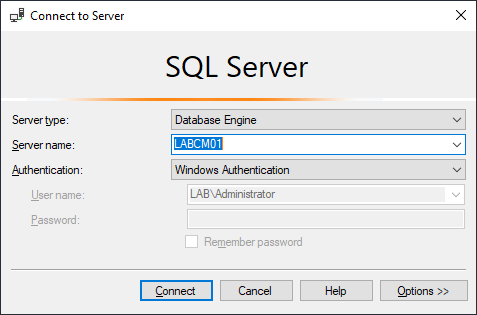 Connect to Server
SQL Server
Server type: Database Engine
Server name: LABCM01
Authentication: Windows Authentication
User name: LAB\Administrator
Password:
Remember password
Connect Cancel Help Options >>